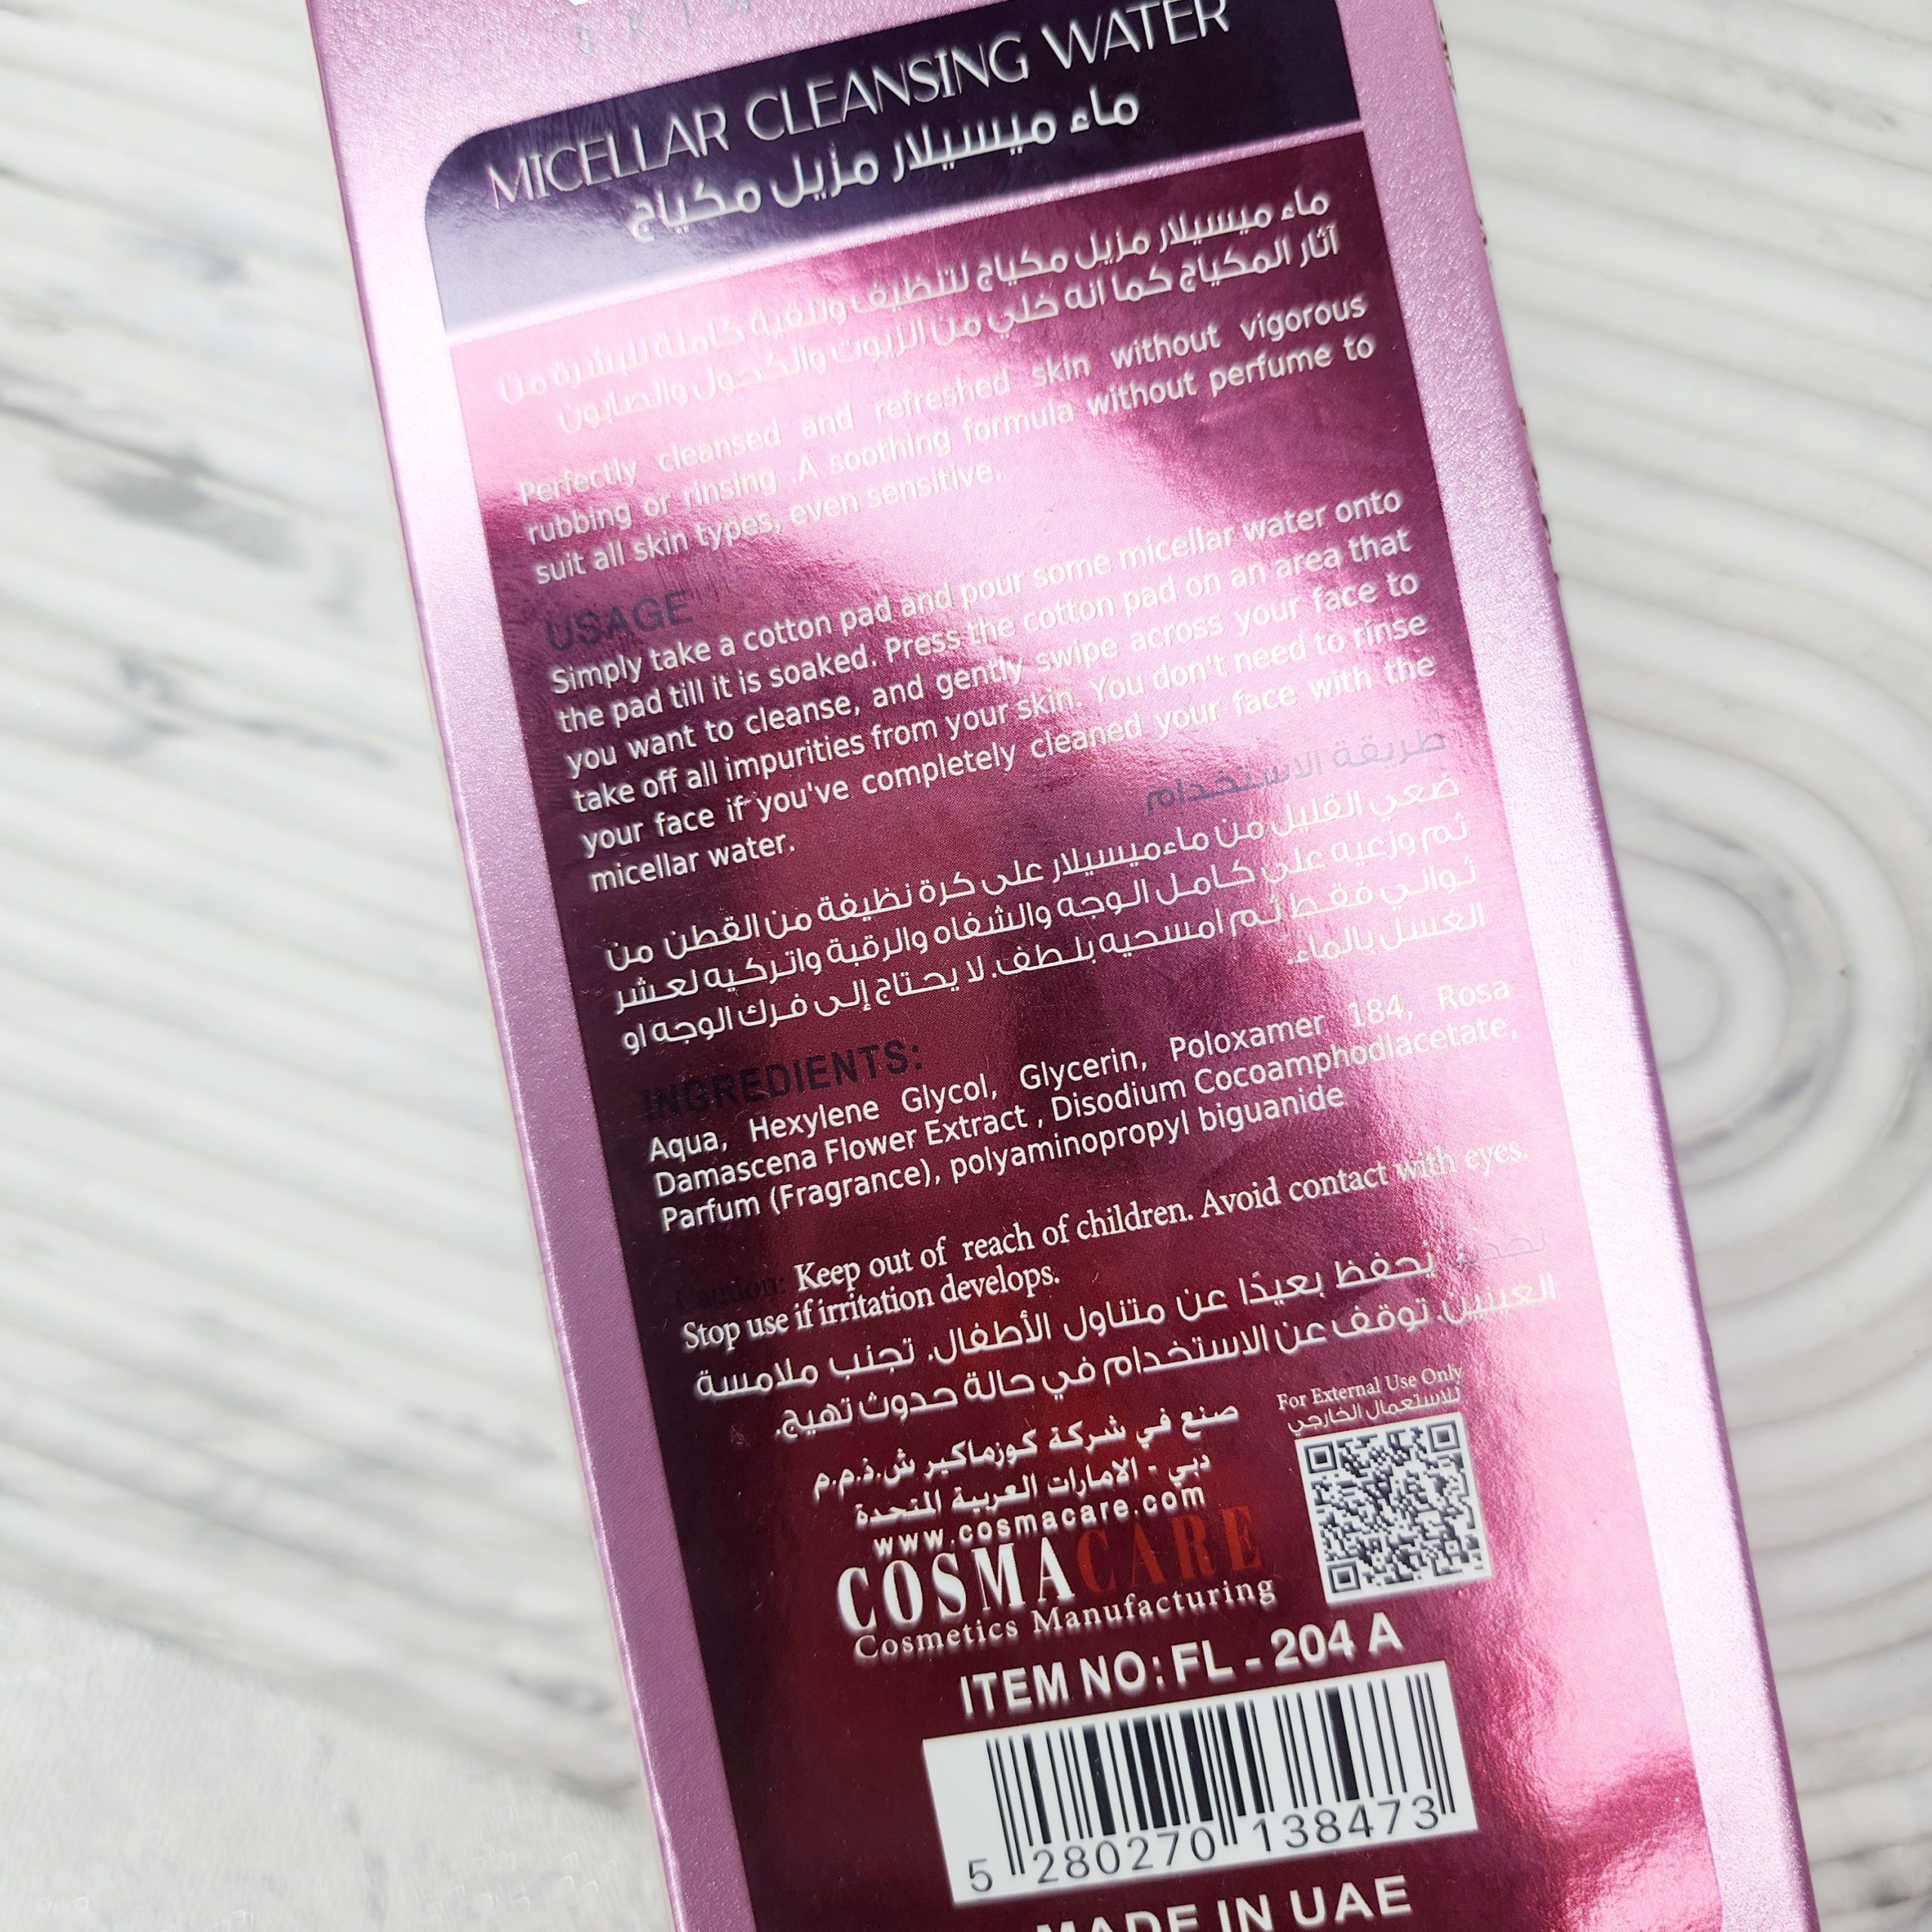 SKIN
MICELLAR CLEANSING WATER
ماء ميسيلار مزيل مكياج
ماء ميسيلار مزيل مكياج لتنظيف وتنقية كاملة للبشرة من
آثار المكياج كما انه خلي من الزيوت والكحول والصابون
Perfectly cleansed and refreshed skin without vigorous
rubbing or rinsing .A soothing formula without perfume to
suit all skin types, even sensitive.
USAGE
Simply take a cotton pad and pour some micellar water onto
the pad till it is soaked. Press the cotton pad on an area that
you want to cleanse, and gently swipe across your face to
take off all impurities from your skin. You don't need to rinse
your face if you've completely cleaned your face with the
micellar water.
طريقة الاستخدام
ضعي القليل من ماءميسيلار على كرة نظيفة من القطن من
ثم وزعيه على كامل الوجه والشفاه والرقبة واتركيه لعشر
ثواني فقط ثم امسحيه بلطف. لا يحتاج إلى فرك الوجه او
الغسل بالماء.
INGREDIENTS:
Aqua, Hexylene Glycol, Glycerin, Poloxamer 184, Rosa
Damascena Flower Extract , Disodium Cocoamphodiacetate,
Parfum (Fragrance), polyaminopropyl biguanide
Caution: Keep out of reach of children. Avoid contact with eyes.
Stop use if irritation develops.
تحذير: يحفظ بعيدًا عن متناول الأطفال. تجنب ملامسة
العينين. توقف عن الاستخدام في حالة حدوث تهيج.
For External Use Only
للاستعمال الخارجي
صنع في شركة كوزماكير ش.ذ.م.م
دبي - الامارات العربية المتحدة
www.cosmacare.com
COSMACARE
Cosmetics Manufacturing
ITEM NO: FL - 204 A
5 280270 138473
MADE IN UAE